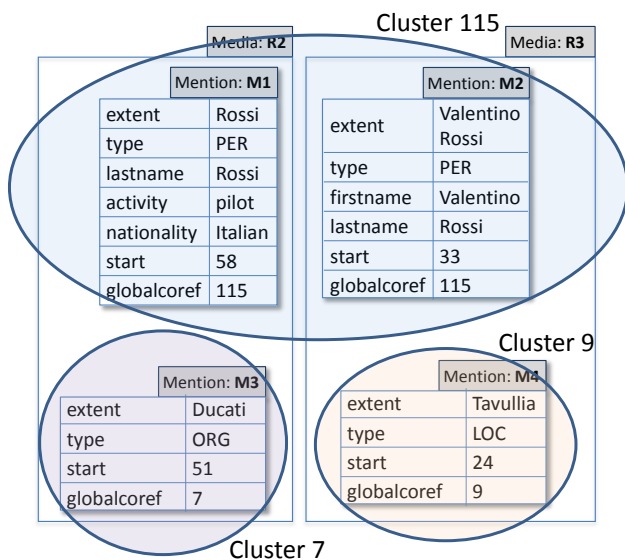 Cluster 115
Media: R2
Media: R3
Mention: M1
extent Rossi
type PER
lastname Rossi
activity pilot
nationality Italian
start 58
globalcoref 115
Mention: M2
extent Valentino
Rossi
type PER
firstname Valentino
lastname Rossi
start 33
globalcoref 115
Mention: M3
extent Ducati
type ORG
start 51
globalcoref 7
Cluster 7
Cluster 9
Mention: M4
extent Tavullia
type LOC
start 24
globalcoref 9